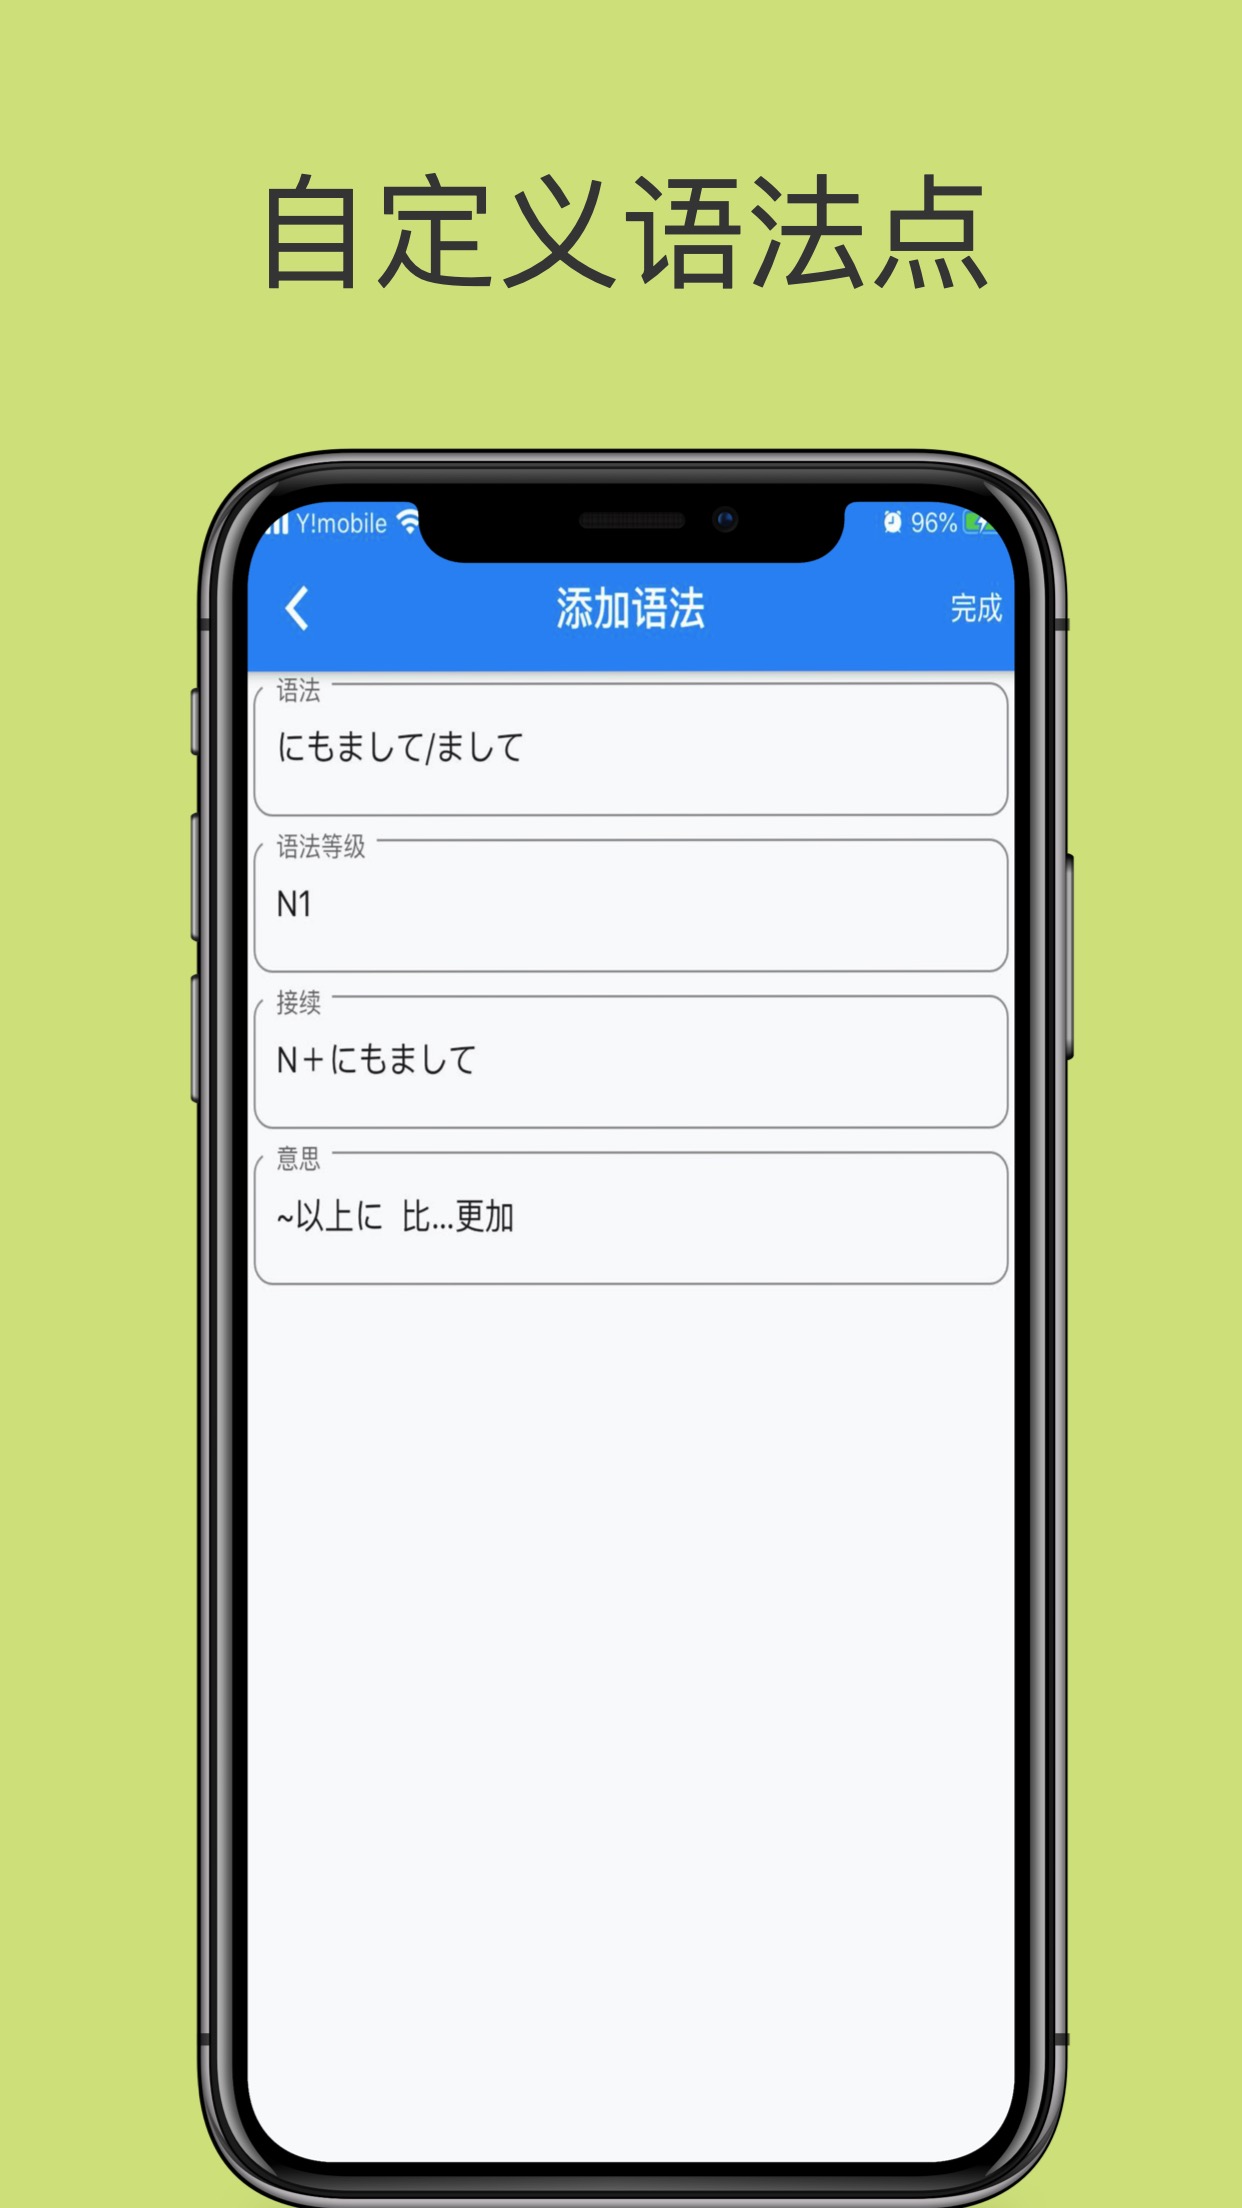 自定义语法点
Y!mobile 96%
添加语法 完成
语法
にもまして/まして
语法等级
N1
接续
N＋にもまして
意思
~以上に 比...更加